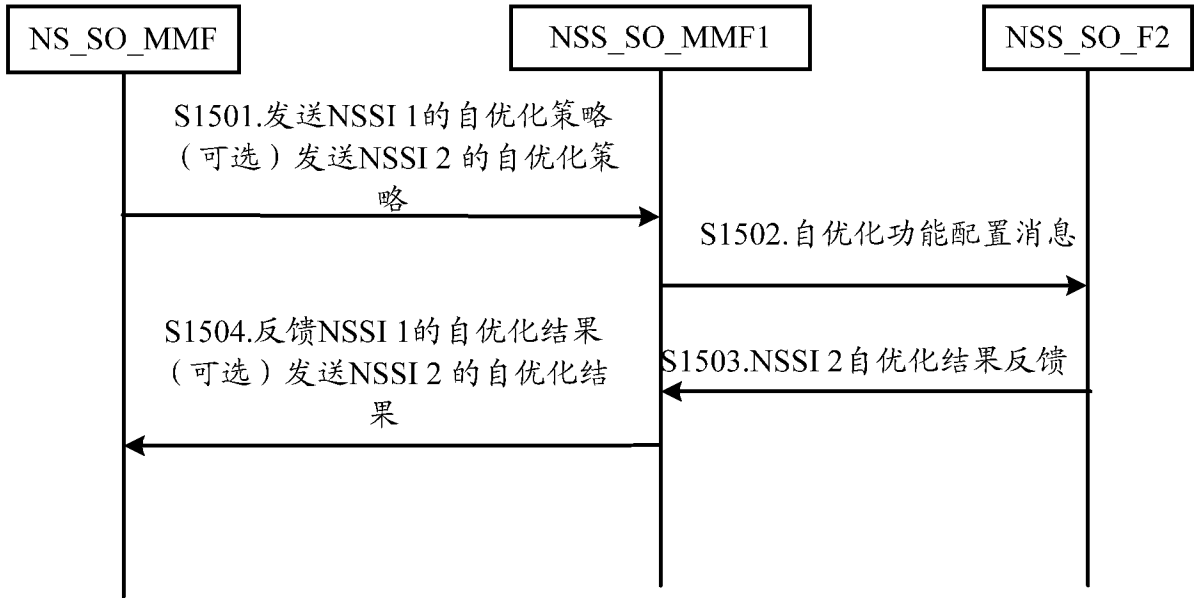 NS_SO_MMF
NSS_SO_MMF1
NSS_SO_F2
S1501.发送NSSI 1的自优化策略
（可选）发送NSSI 2 的自优化策
略
S1502.自优化功能配置消息
S1504.反馈NSSI 1的自优化结果
（可选）发送NSSI 2 的自优化结
果
S1503.NSSI 2自优化结果反馈